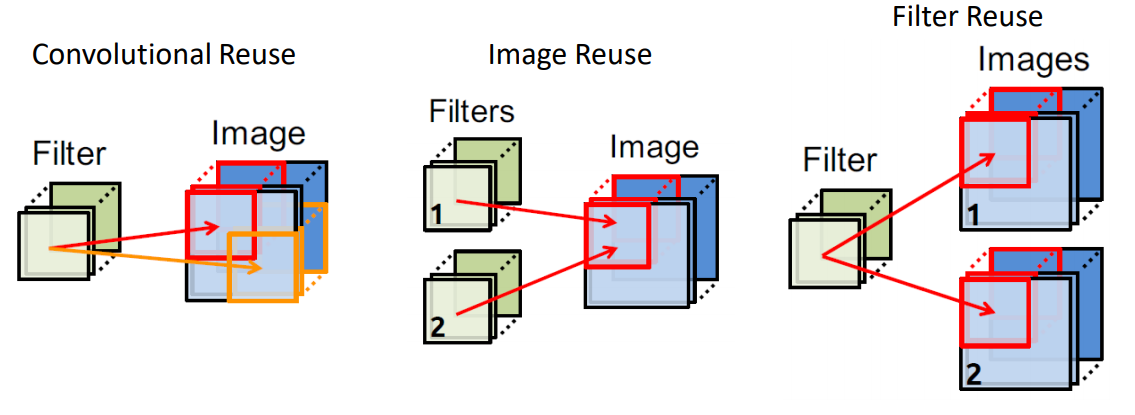 Convolutional Reuse
Filter
Image
Image Reuse
Filters
1
2
Image
Filter Reuse
Images
Filter
1
2